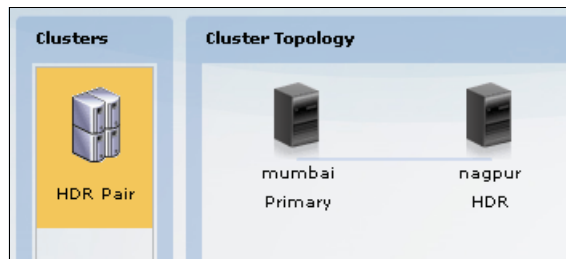 Clusters
HDR Pair
Cluster Topology
mumbai
Primary
nagpur
HDR